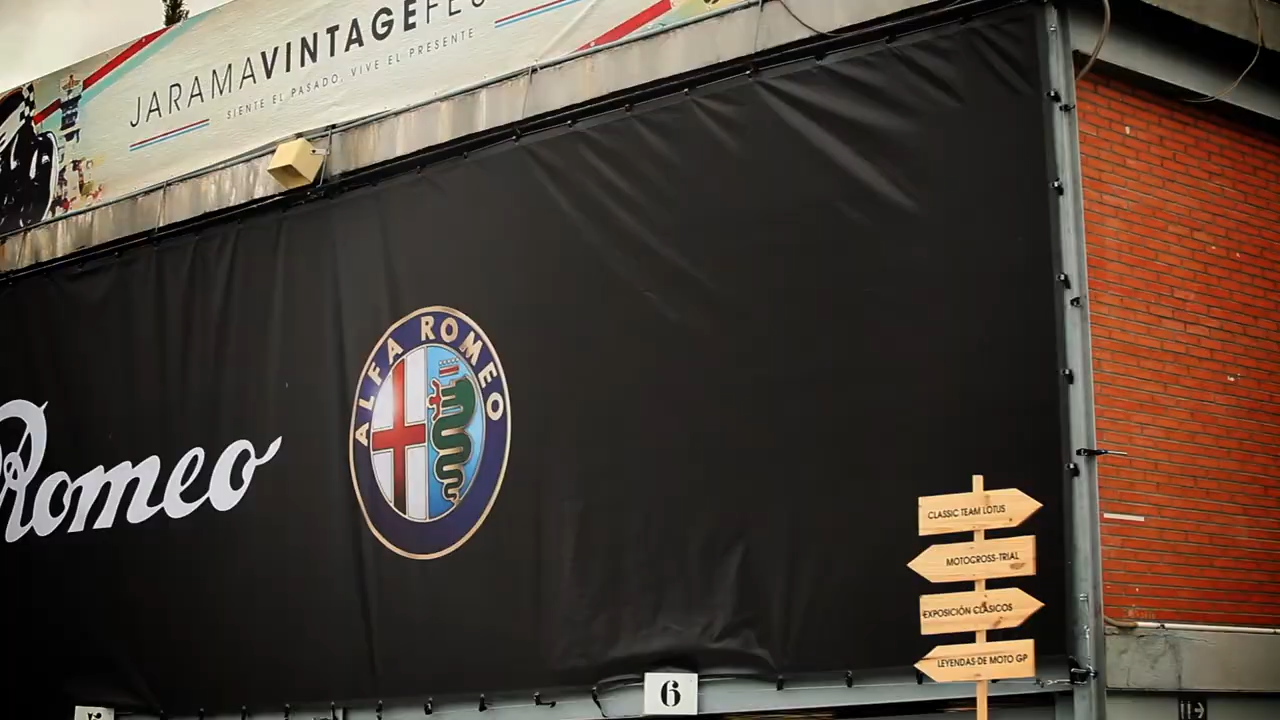 JARAMAVINTAGEFES
SIENTE EL PASADO, VIVE EL PRESENTE
Romeo
ALFA ROMEO
CLASSIC TEAM LOTUS
MOTOCROSS-TRIAL
EXPOSICIÓN CLÁSICOS
LEYENDAS DE MOTO GP
6